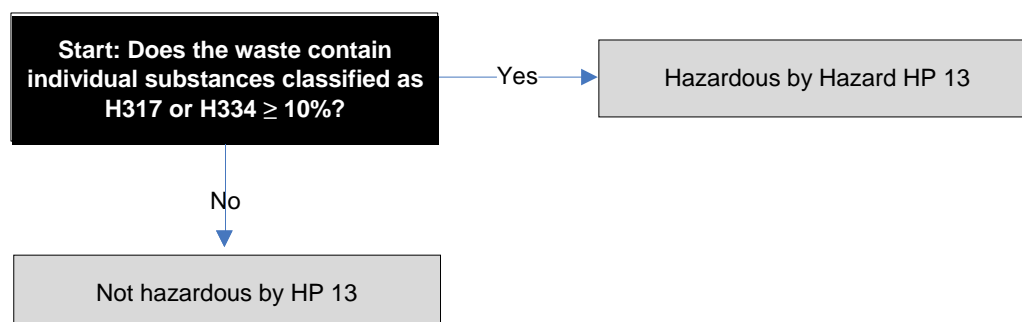 Start: Does the waste contain
individual substances classified as
H317 or H334 ≥ 10%?
Yes
Hazardous by Hazard HP 13
No
Not hazardous by HP 13